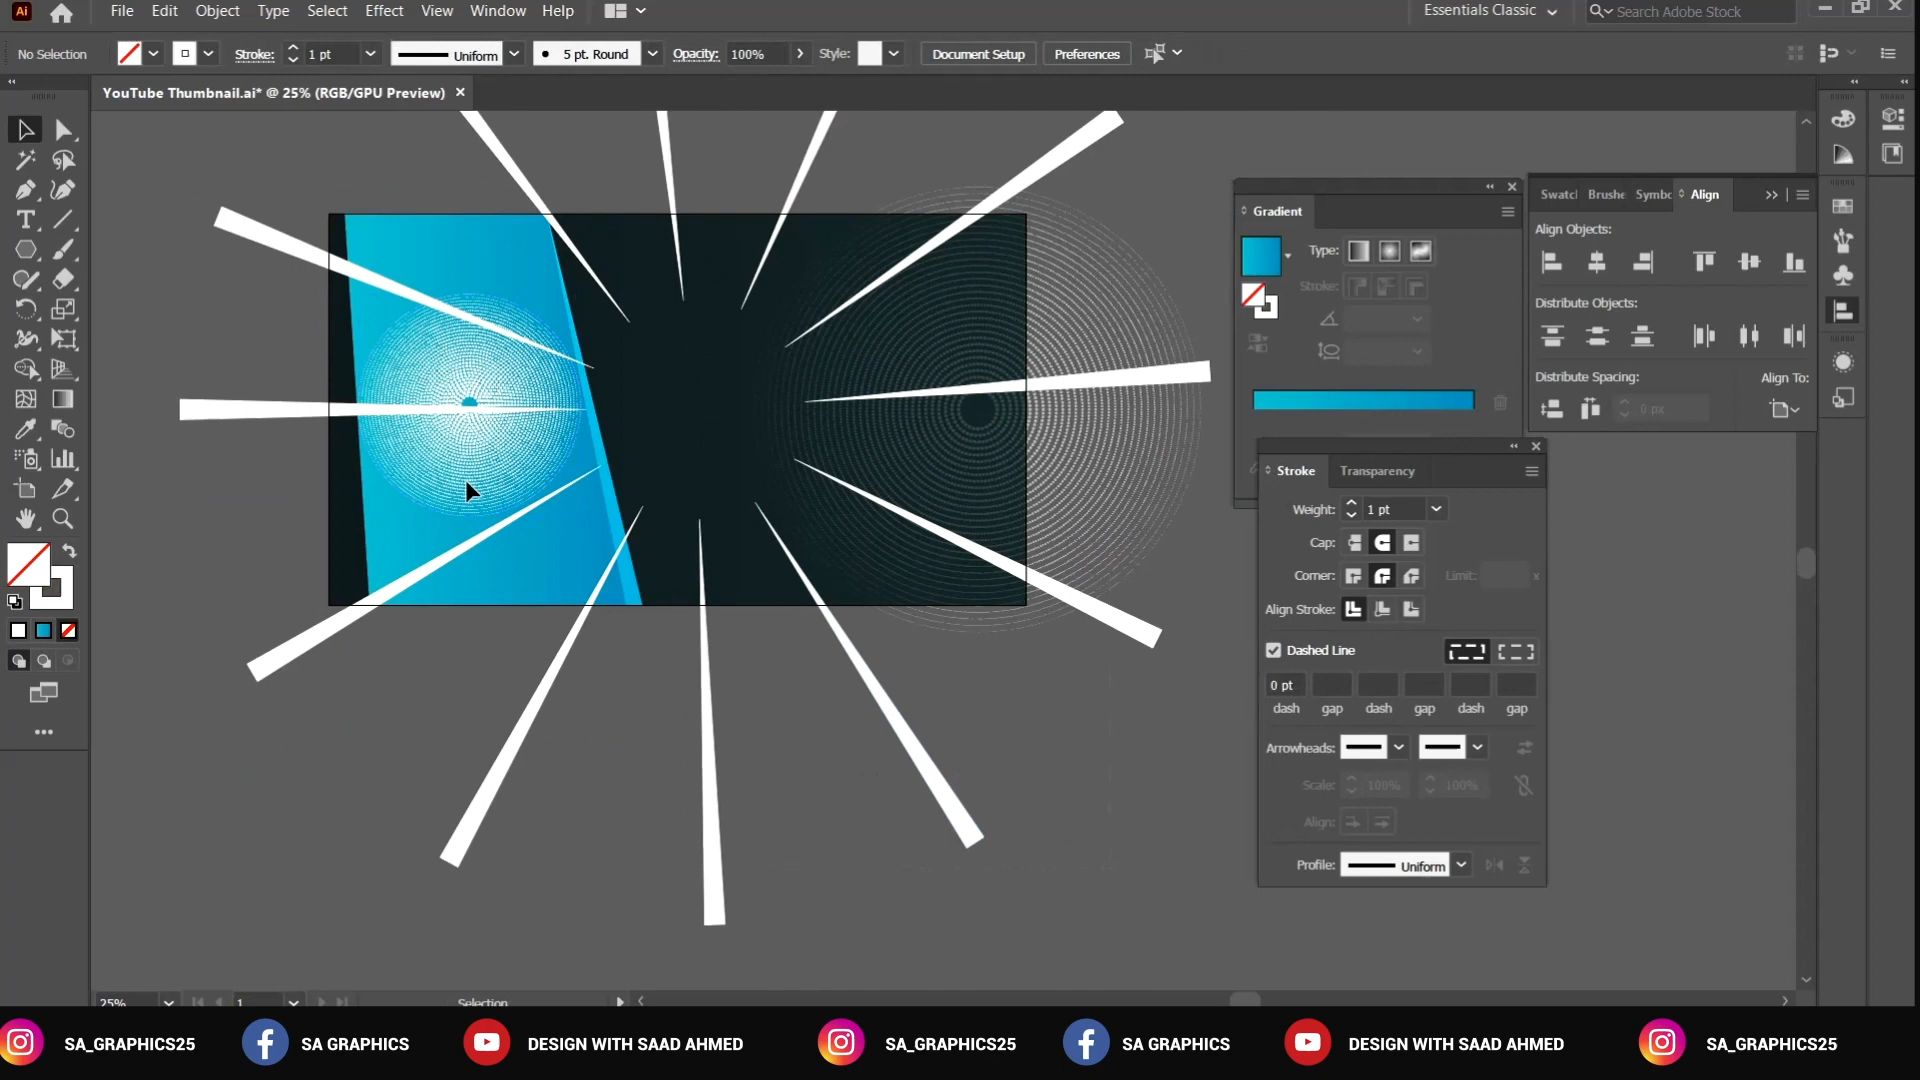 Ai File Edit Object Type Select Effect View Window Help Essentials Classic Search Adobe Stock
No Selection Stroke: 1 pt Uniform 5 pt. Round Opacity: 100% Style: Document Setup Preferences
YouTube Thumbnail.ai* @ 25% (RGB/GPU Preview)
Gradient
Type:
Stroke:
Swatcl Brushe Symbc Align
Align Objects:
Distribute Objects:
Distribute Spacing:
Align To:
0 px
Stroke Transparency
Weight: 1 pt
Cap:
Corner: Limit: x
Align Stroke:
Dashed Line
0 pt
dash gap dash gap dash gap
Arrowheads:
Scale: 100% 100%
Align:
Profile: Uniform
25% 1 Selection
SA_GRAPHICS25 SA GRAPHICS DESIGN WITH SAAD AHMED SA_GRAPHICS25 SA GRAPHICS DESIGN WITH SAAD AHMED SA_GRAPHICS25